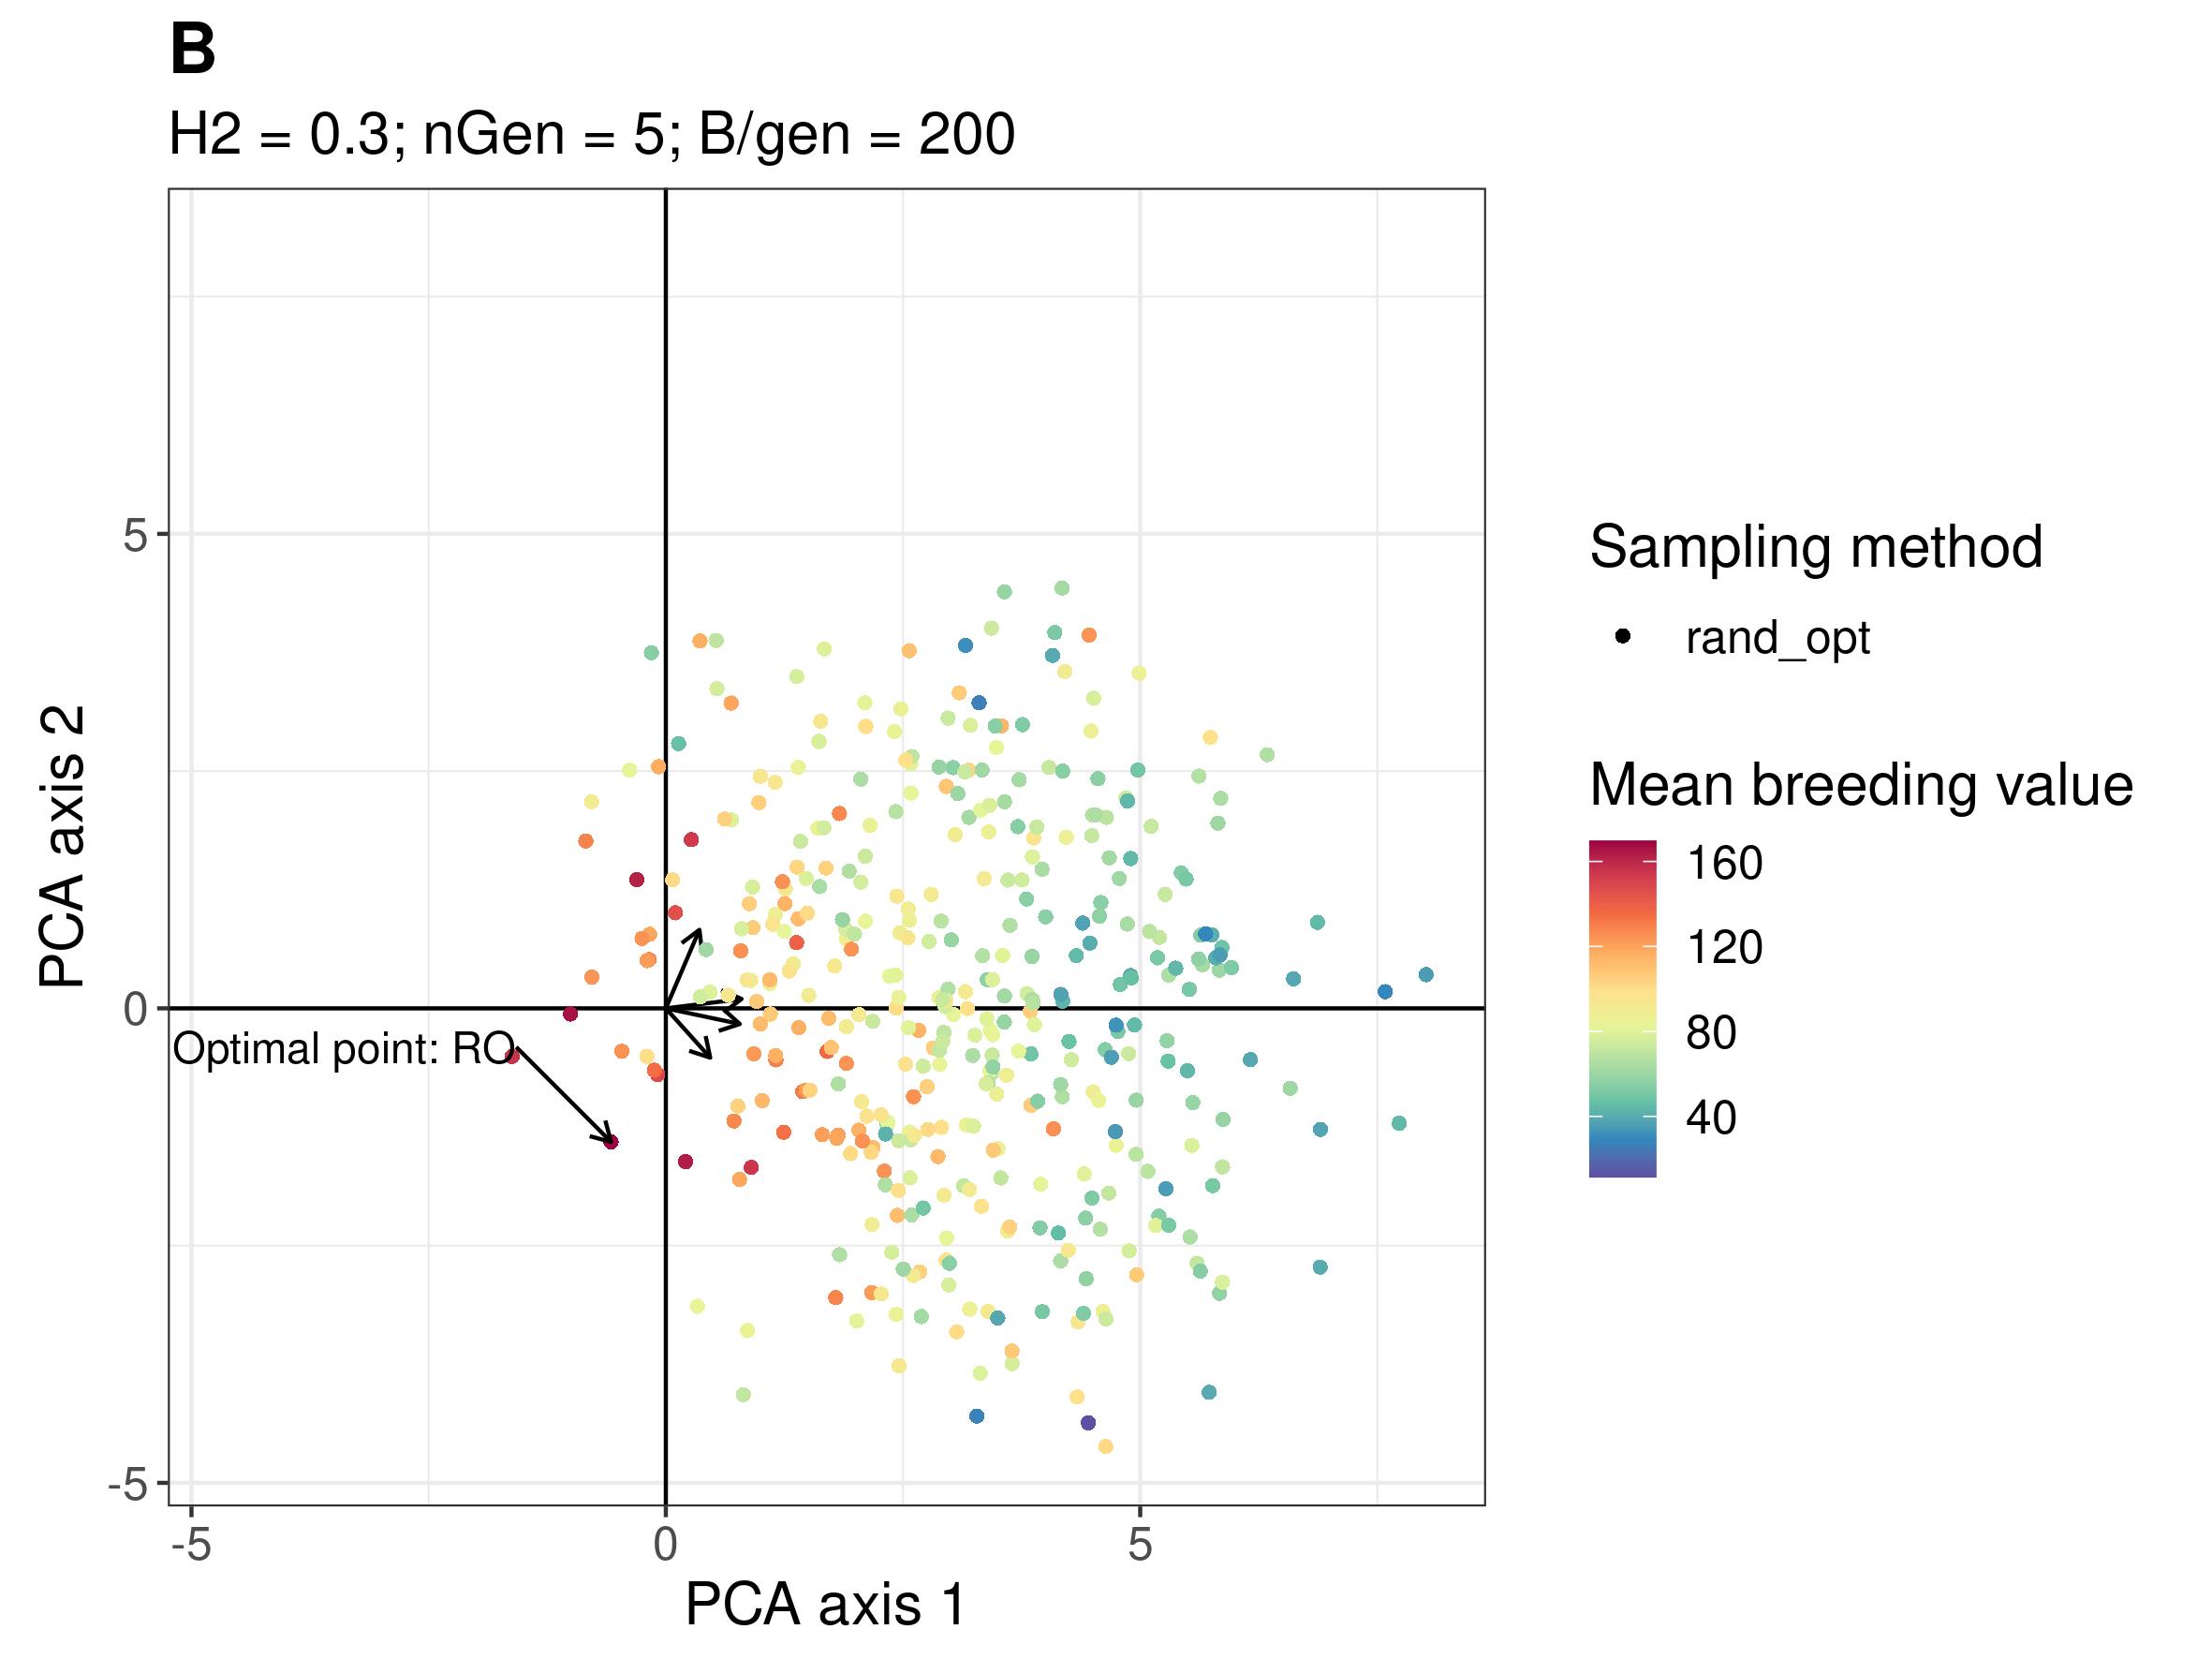 B
H2 = 0.3; nGen = 5; B/gen = 200
PCA axis 2
5
0
-5
Optimal point: RO
-5
0
5
PCA axis 1
Sampling method
rand_opt
Mean breeding value
160
120
80
40